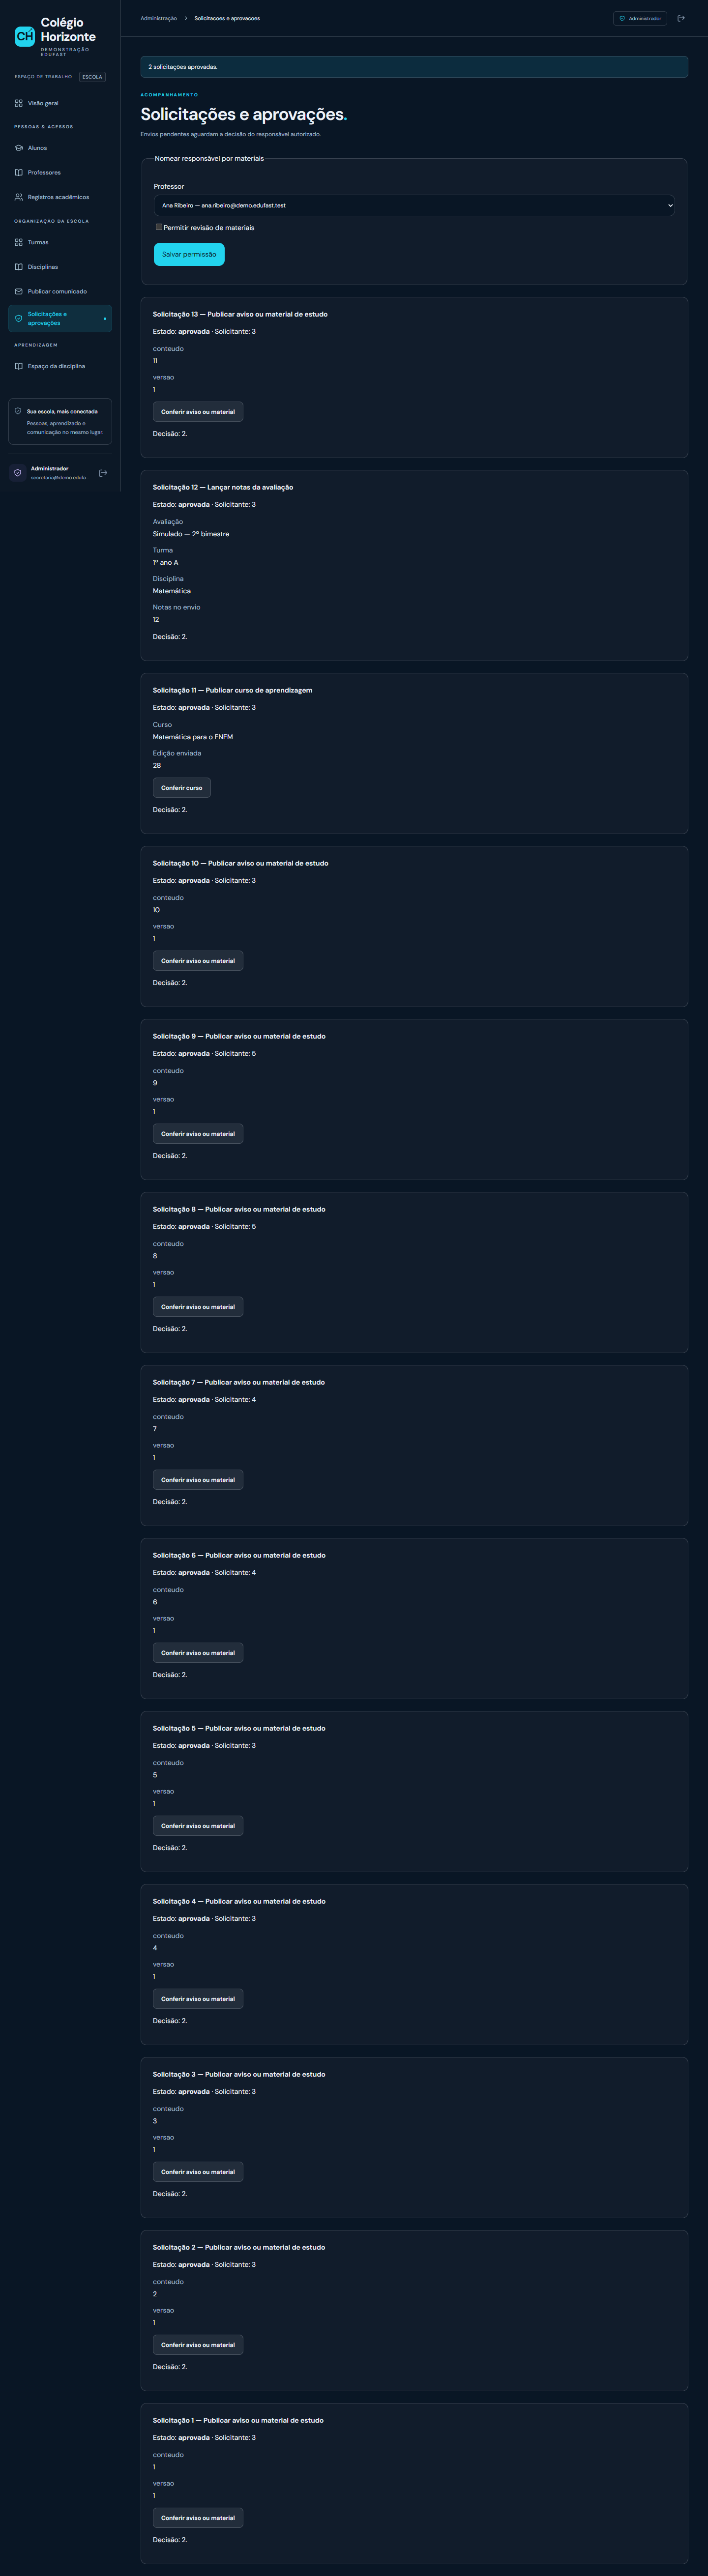 CH
Colégio
Horizonte
DEMONSTRAÇÃO
EDUFAST
ESPAÇO DE TRABALHO
ESCOLA
Visão geral
PESSOAS & ACESSOS
Alunos
Professores
Registros acadêmicos
ORGANIZAÇÃO DA ESCOLA
Turmas
Disciplinas
Publicar comunicado
Solicitações e
aprovações
APRENDIZAGEM
Espaço da disciplina
Sua escola, mais conectada
Pessoas, aprendizado e
comunicação no mesmo lugar.
Administrador
secretaria@demo.edufa...
Administração > Solicitacoes e aprovacoes
Administrador
2 solicitações aprovadas.
ACOMPANHAMENTO
Solicitações e aprovações.
Envios pendentes aguardam a decisão do responsável autorizado.
Nomear responsável por materiais
Professor
Ana Ribeiro — ana.ribeiro@demo.edufast.test
Permitir revisão de materiais
Salvar permissão
Solicitação 13 — Publicar aviso ou material de estudo
Estado: aprovada · Solicitante: 3
conteudo
11
versao
1
Conferir aviso ou material
Decisão: 2.
Solicitação 12 — Lançar notas da avaliação
Estado: aprovada · Solicitante: 3
Avaliação
Simulado — 2º bimestre
Turma
1º ano A
Disciplina
Matemática
Notas no envio
12
Decisão: 2.
Solicitação 11 — Publicar curso de aprendizagem
Estado: aprovada · Solicitante: 3
Curso
Matemática para o ENEM
Edição enviada
28
Conferir curso
Decisão: 2.
Solicitação 10 — Publicar aviso ou material de estudo
Estado: aprovada · Solicitante: 3
conteudo
10
versao
1
Conferir aviso ou material
Decisão: 2.
Solicitação 9 — Publicar aviso ou material de estudo
Estado: aprovada · Solicitante: 5
conteudo
9
versao
1
Conferir aviso ou material
Decisão: 2.
Solicitação 8 — Publicar aviso ou material de estudo
Estado: aprovada · Solicitante: 5
conteudo
8
versao
1
Conferir aviso ou material
Decisão: 2.
Solicitação 7 — Publicar aviso ou material de estudo
Estado: aprovada · Solicitante: 4
conteudo
7
versao
1
Conferir aviso ou material
Decisão: 2.
Solicitação 6 — Publicar aviso ou material de estudo
Estado: aprovada · Solicitante: 4
conteudo
6
versao
1
Conferir aviso ou material
Decisão: 2.
Solicitação 5 — Publicar aviso ou material de estudo
Estado: aprovada · Solicitante: 3
conteudo
5
versao
1
Conferir aviso ou material
Decisão: 2.
Solicitação 4 — Publicar aviso ou material de estudo
Estado: aprovada · Solicitante: 3
conteudo
4
versao
1
Conferir aviso ou material
Decisão: 2.
Solicitação 3 — Publicar aviso ou material de estudo
Estado: aprovada · Solicitante: 3
conteudo
3
versao
1
Conferir aviso ou material
Decisão: 2.
Solicitação 2 — Publicar aviso ou material de estudo
Estado: aprovada · Solicitante: 3
conteudo
2
versao
1
Conferir aviso ou material
Decisão: 2.
Solicitação 1 — Publicar aviso ou material de estudo
Estado: aprovada · Solicitante: 3
conteudo
1
versao
1
Conferir aviso ou material
Decisão: 2.